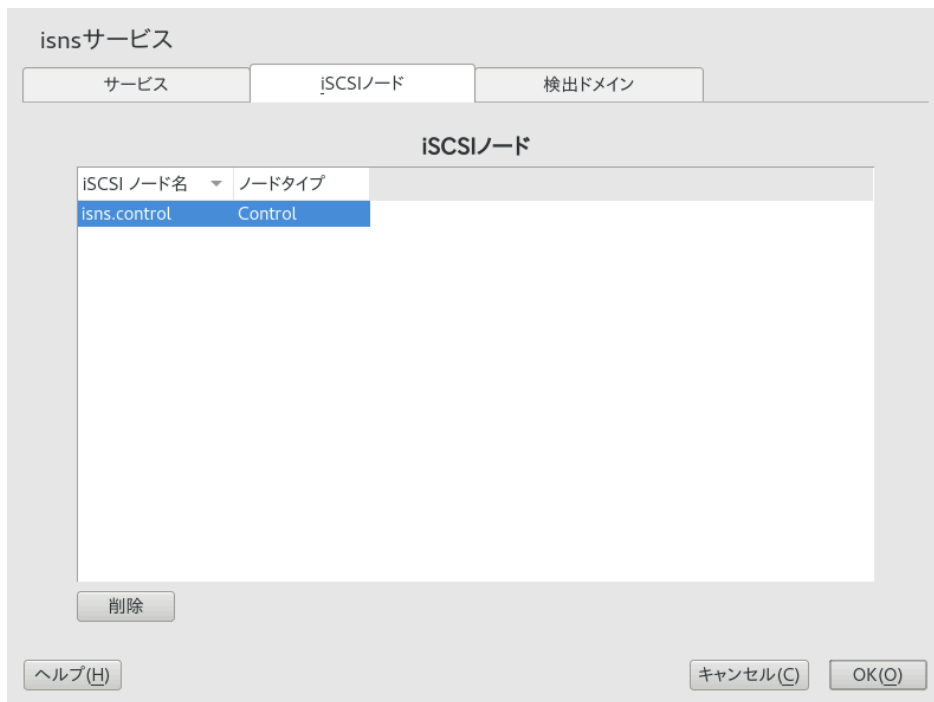 isnsサービス
サービス iSCSIノード 検出ドメイン
iSCSIノード
iSCSI ノード名 ノードタイプ
isns.control Control
削除
ヘルプ(H) キャンセル(C) OK(O)